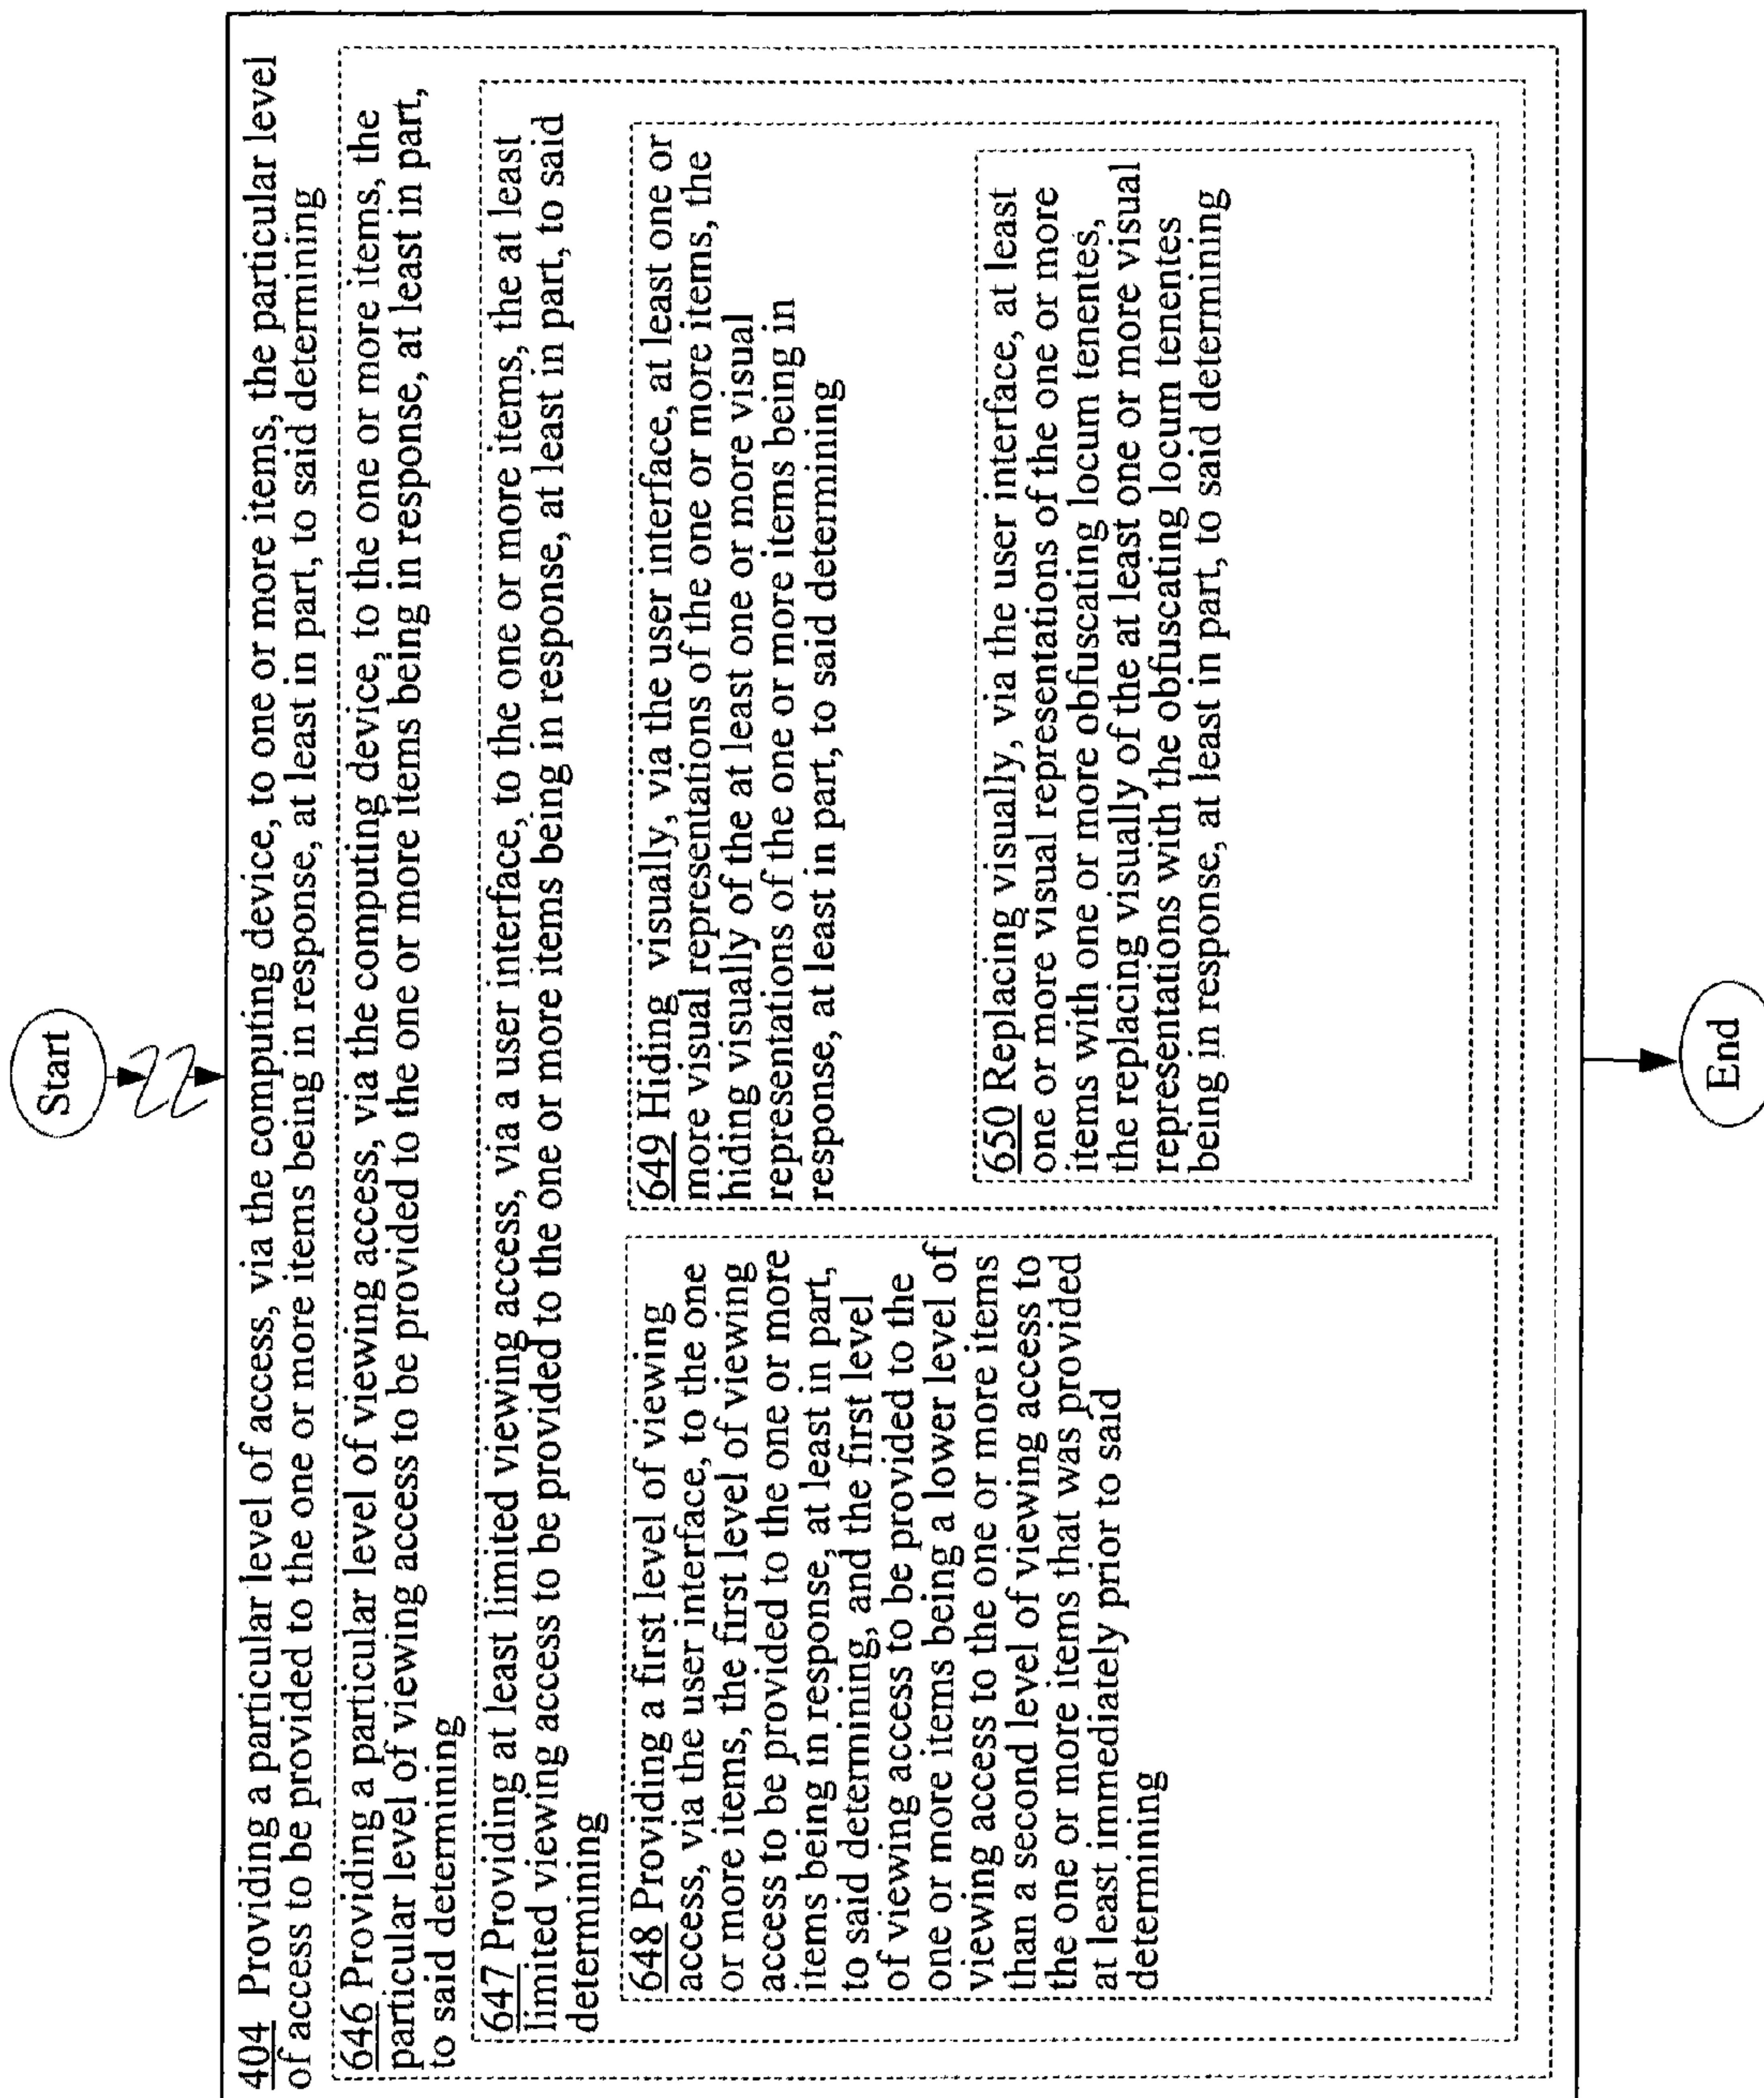 Start
404 Providing a particular level of access, via the computing device, to one or more items, the particular level
of access to be provided to the one or more items being in response, at least in part, to said determining
646 Providing a particular level of viewing access, via the computing device, to the one or more items, the
particular level of viewing access to be provided to the one or more items being in response, at least in part,
to said determining
647 Providing at least limited viewing access, via a user interface, to the one or more items, the at least
limited viewing access to be provided to the one or more items being in response, at least in part, to said
determining
648 Providing a first level of viewing
access, via the user interface, to the one
or more items, the first level of viewing
access to be provided to the one or more
items being in response, at least in part,
to said determining, and the first level
of viewing access to be provided to the
one or more items being a lower level of
viewing access to the one or more items
than a second level of viewing access to
the one or more items that was provided
at least immediately prior to said
determining
649 Hiding visually, via the user interface, at least one or
more visual representations of the one or more items, the
hiding visually of the at least one or more visual
representations of the one or more items being in
response, at least in part, to said determining
650 Replacing visually, via the user interface, at least
one or more visual representations of the one or more
items with one or more obfuscating locum tenentes,
the replacing visually of the at least one or more visual
representations with the obfuscating locum tenentes
being in response, at least in part, to said determining
End